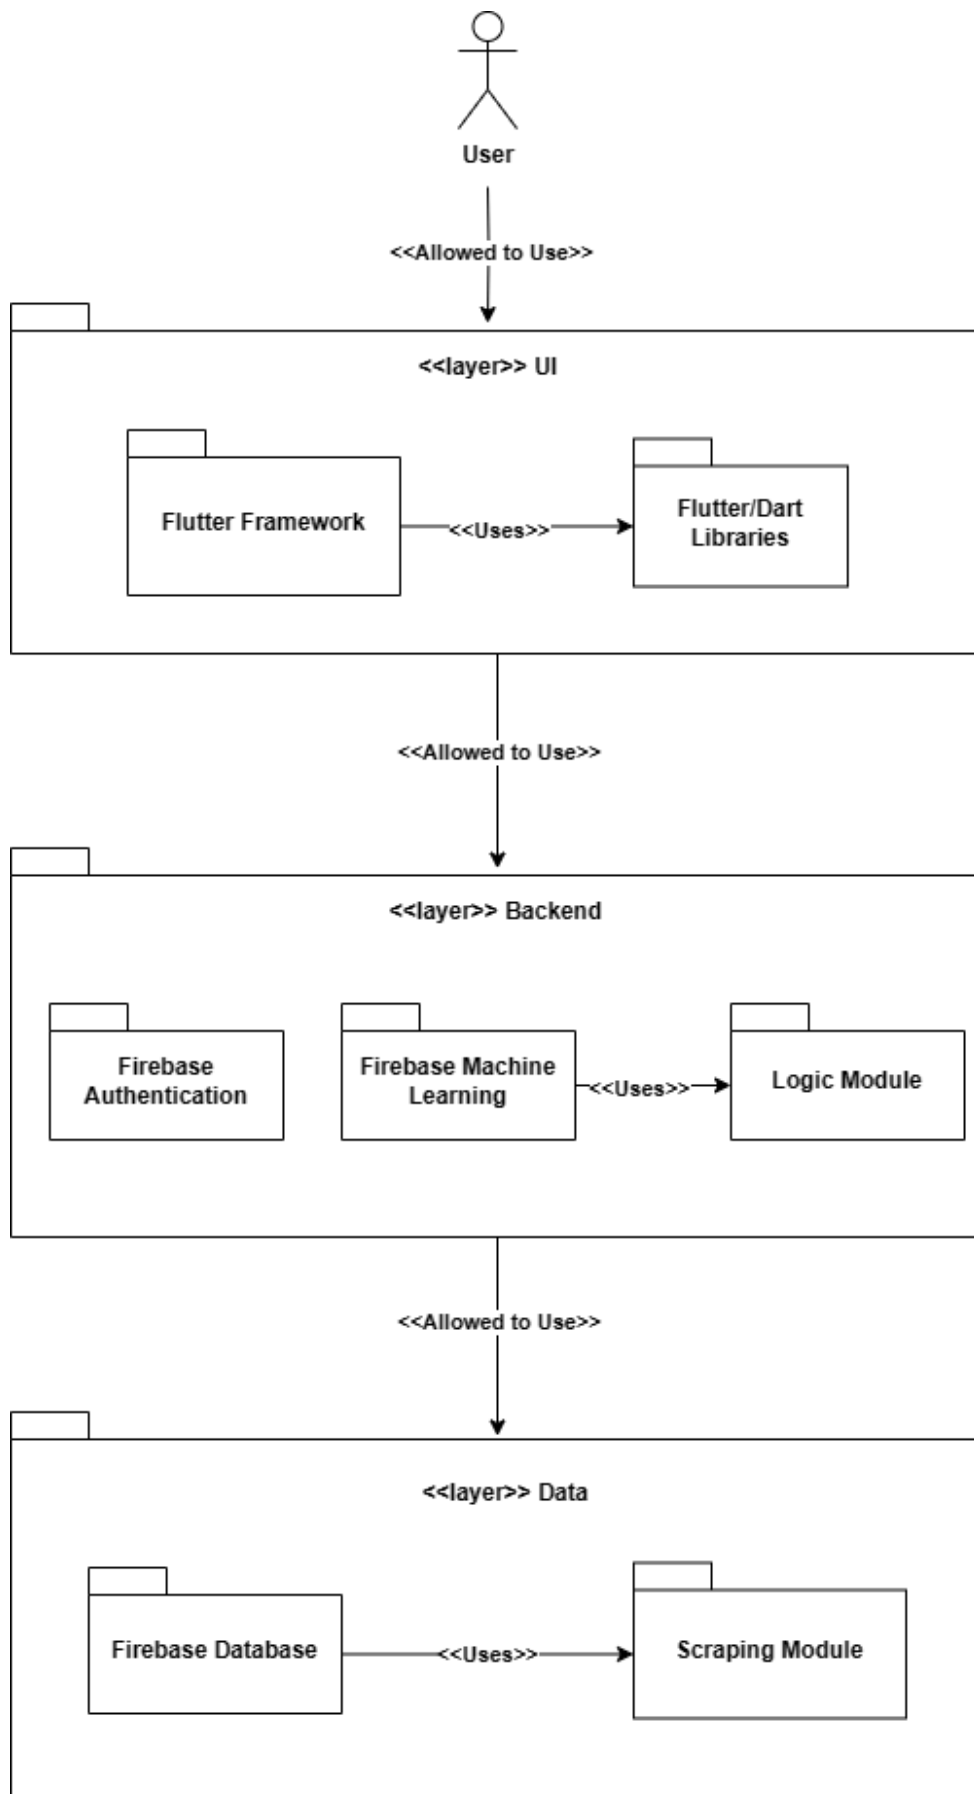 User
<<Allowed to Use>>
<<layer>> UI
Flutter Framework
<<Uses>>
Flutter/Dart
Libraries
<<Allowed to Use>>
<<layer>> Backend
Firebase
Authentication
Firebase Machine
Learning
<<Uses>>
Logic Module
<<Allowed to Use>>
<<layer>> Data
Firebase Database
<<Uses>>
Scraping Module